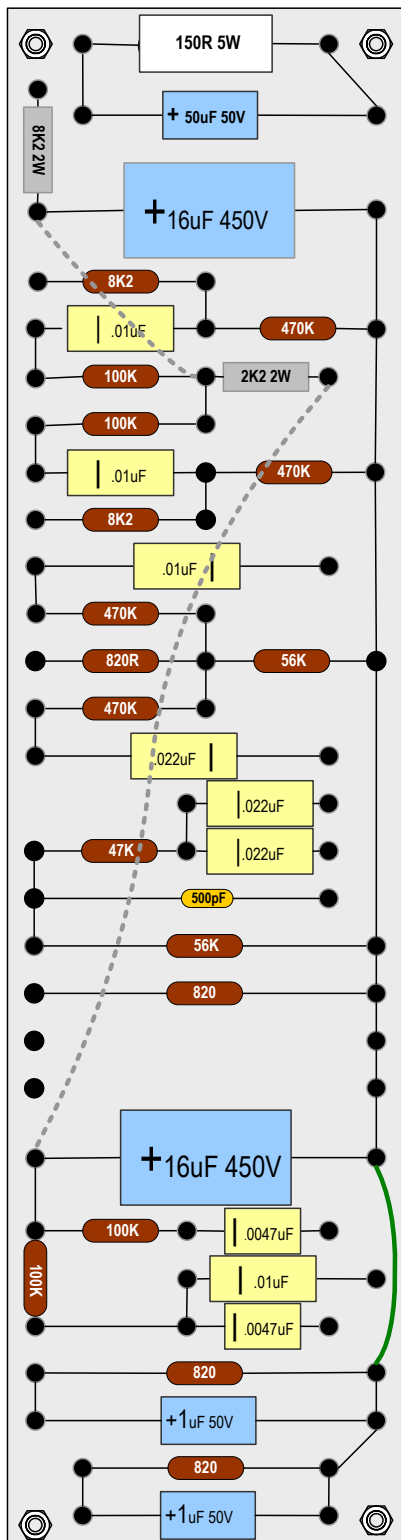 150R 5W
+ 50uF 50V
8K2 2W
+16uF 450V
8K2
.01uF
470K
100K
2K2 2W
100K
.01uF
470K
8K2
.01uF
470K
820R
56K
470K
.022uF
.022uF
47K
.022uF
500pF
56K
820
+16uF 450V
100K
.0047uF
100K
.01uF
.0047uF
820
+1uF 50V
820
+1uF 50V